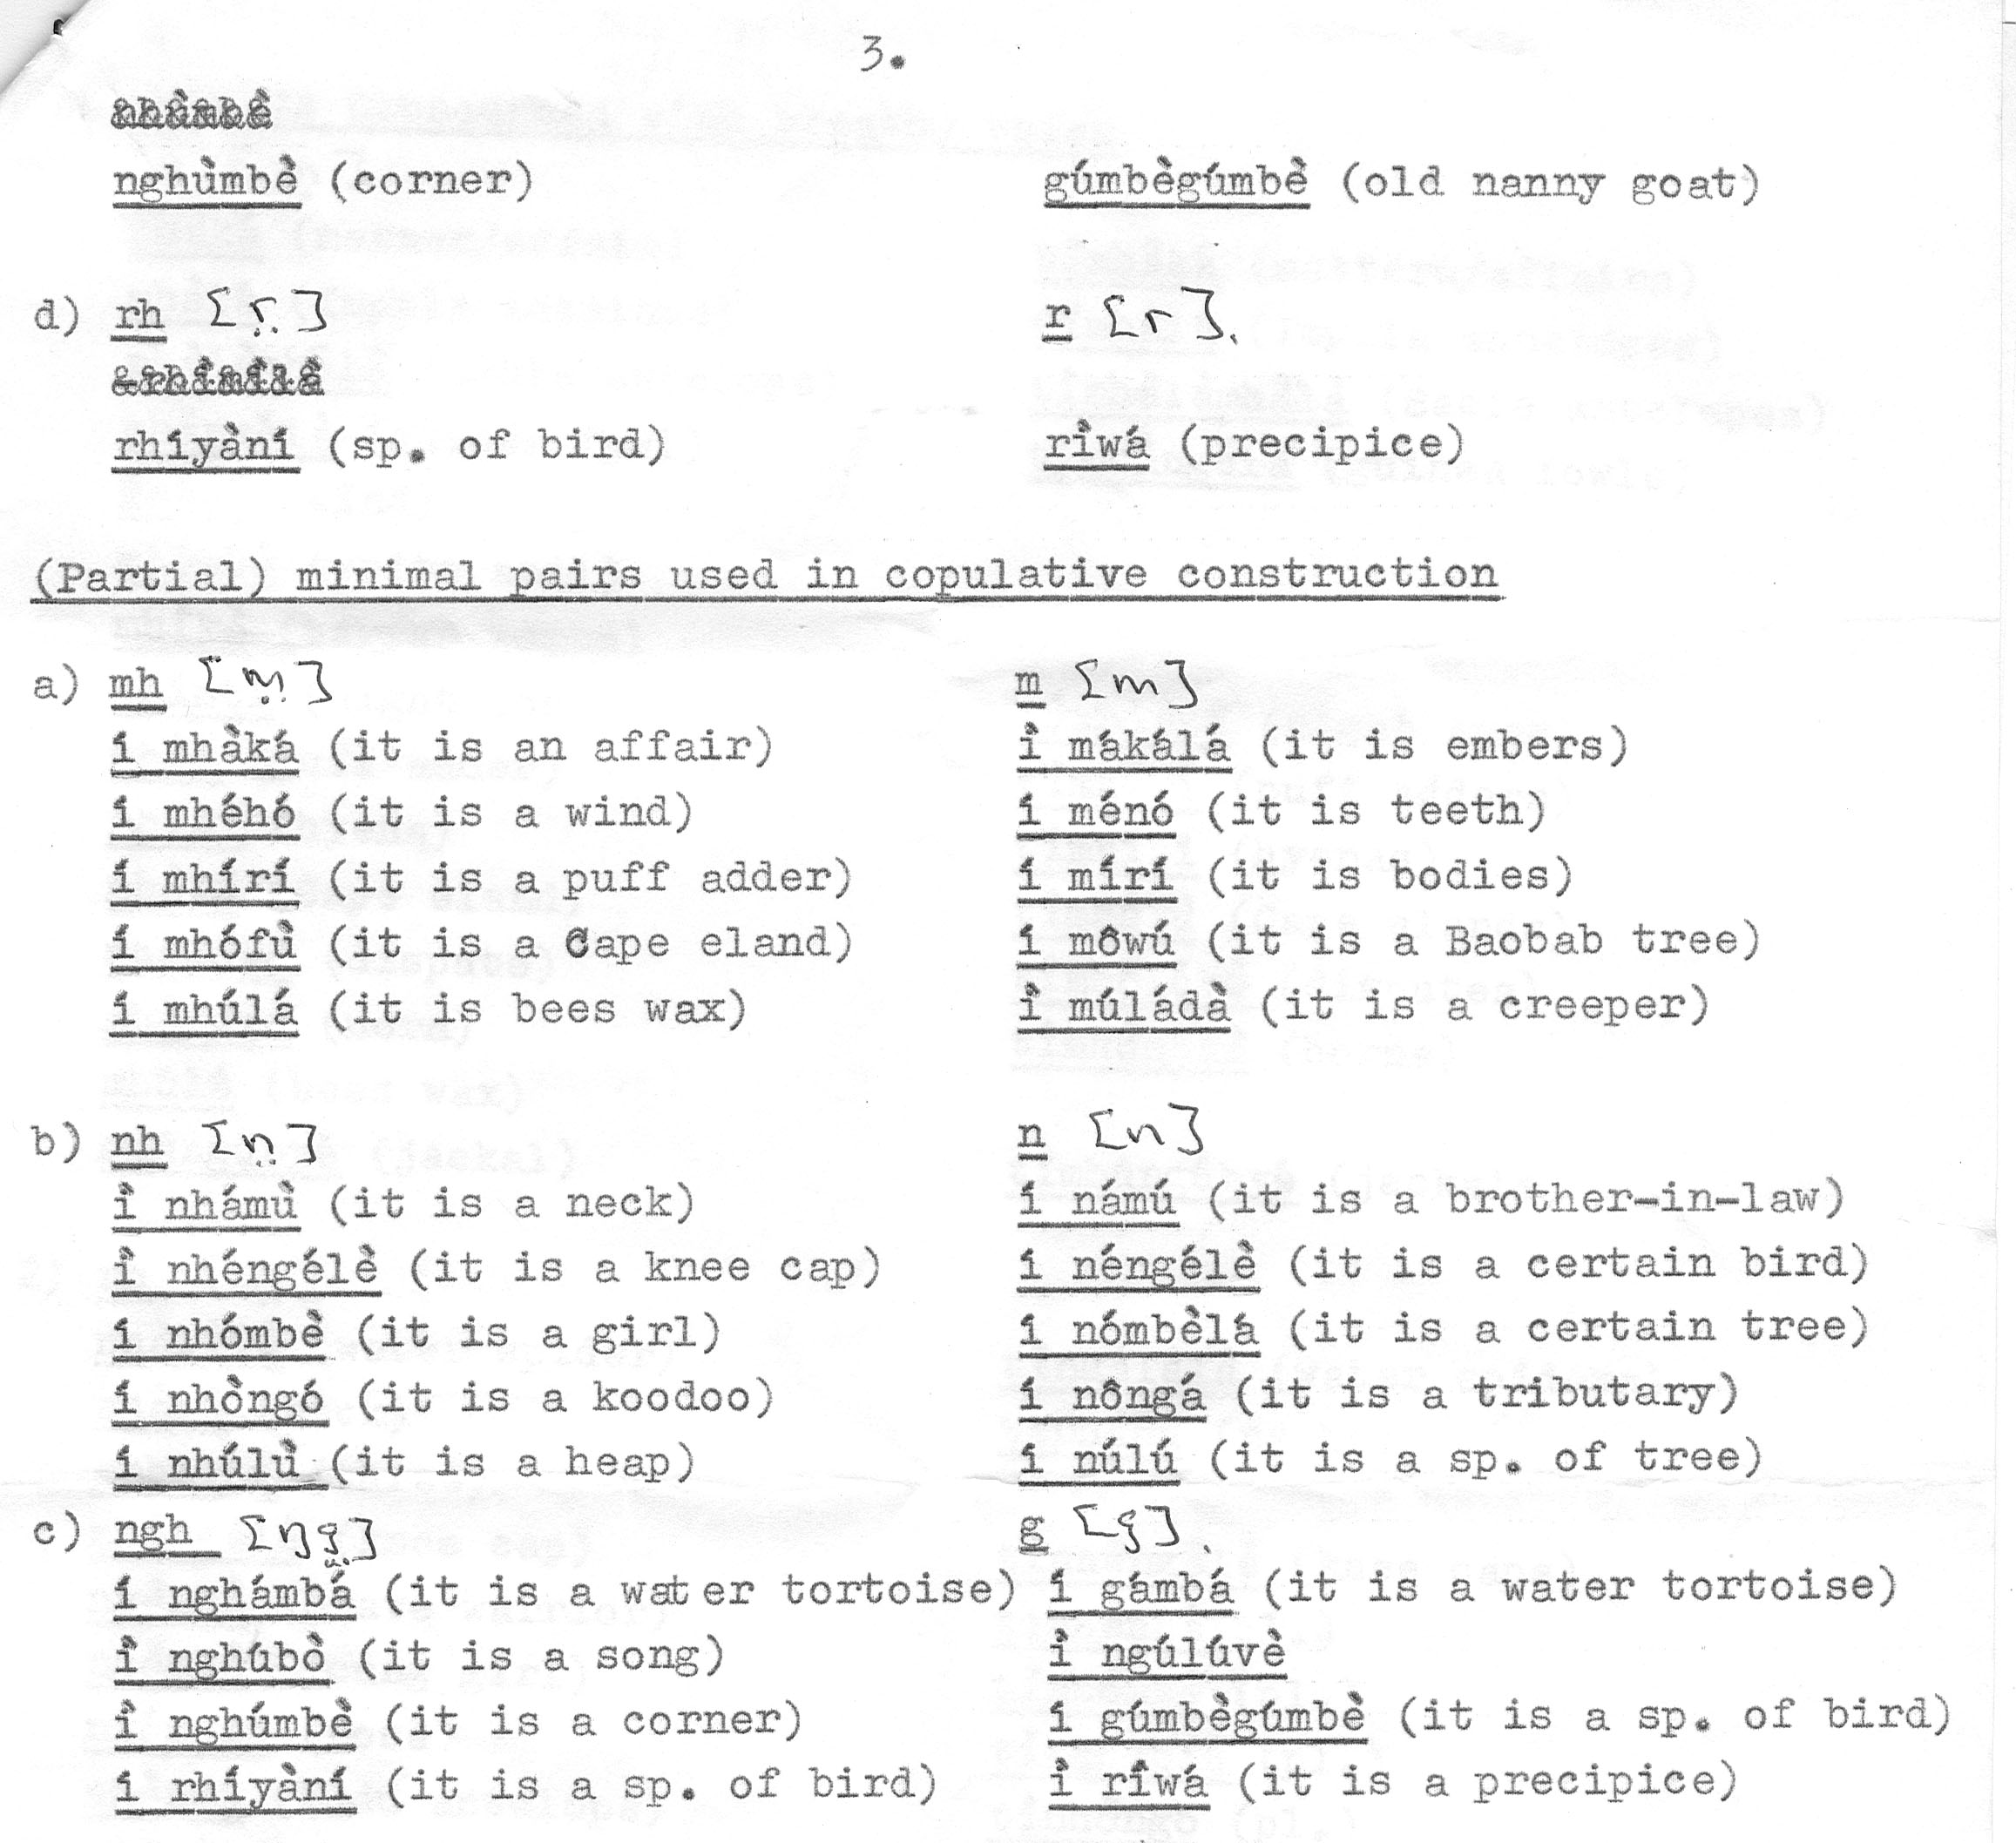 3.
nghùmbè (corner) gúmbègúmbè (old nanny goat)
d) rh [r̤] r [r].
rhíyàní (sp. of bird) rìwá (precipice)
(Partial) minimal pairs used in copulative construction
a) mh [m̤] m [m]
í mhàká (it is an affair) ì mákálá (it is embers)
í mhéhó (it is a wind) í ménó (it is teeth)
í mhírí (it is a puff adder) í mírí (it is bodies)
í mhófù (it is a Cape eland) í môwú (it is a Baobab tree)
í mhúlá (it is bees wax) ì múládà (it is a creeper)
b) nh [n̤] n [n]
ì nhámù (it is a neck) í námú (it is a brother-in-law)
ì nhéngélè (it is a knee cap) í néngélè (it is a certain bird)
í nhómbè (it is a girl) í nómbèlá (it is a certain tree)
í nhòngó (it is a koodoo) í nôngá (it is a tributary)
í nhúlù (it is a heap) í núlú (it is a sp. of tree)
c) ngh [ŋg̤] g [g].
í nghámbá (it is a water tortoise) í gámbá (it is a water tortoise)
ì nghúbò (it is a song) ì ngúlúvè
ì nghúmbè (it is a corner) í gúmbègúmbè (it is a sp. of bird)
í rhíyàní (it is a sp. of bird) ì rîwá (it is a precipice)